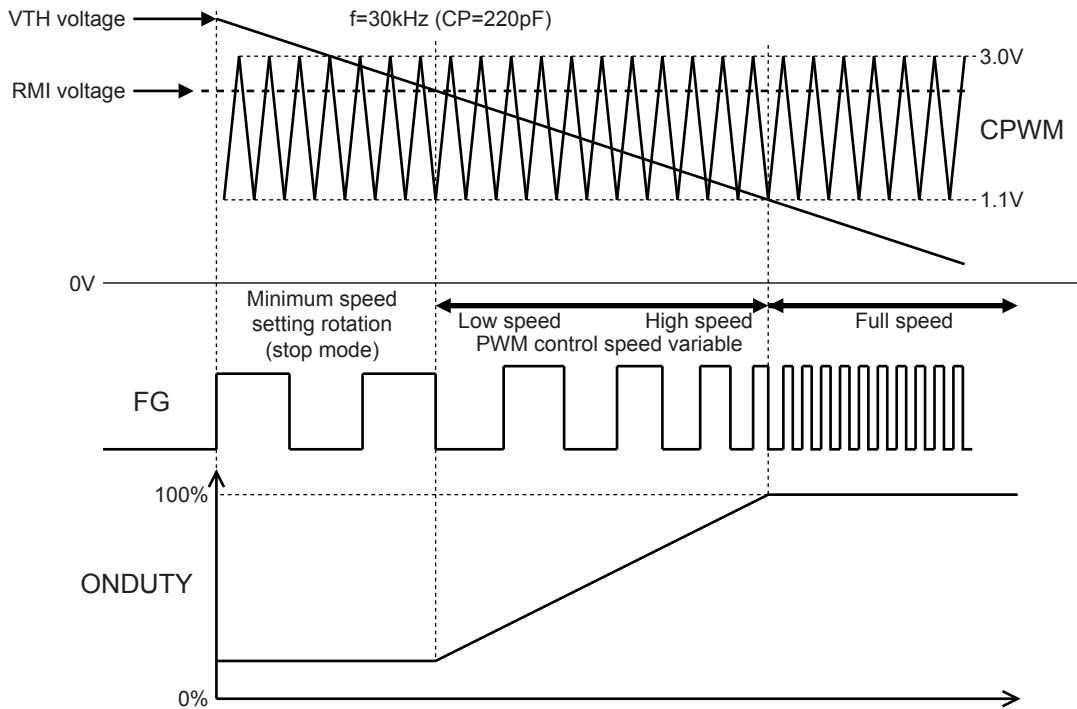 VTH voltage
f=30kHz (CP=220pF)
3.0V
RMI voltage
CPWM
1.1V
0V
Minimum speed
setting rotation
(stop mode)
Low speed
High speed
Full speed
PWM control speed variable
FG
100%
ONDUTY
0%